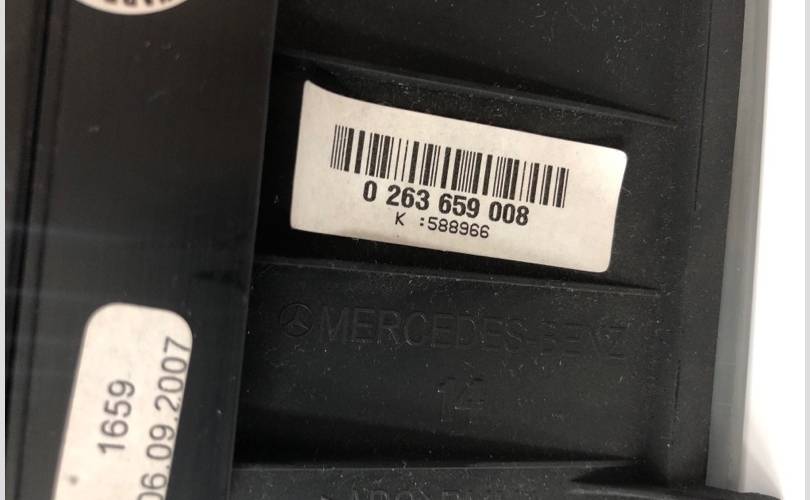 0 263 659 008
K :588966
MERCEDES-BENZ
14
1659
06.09.2007